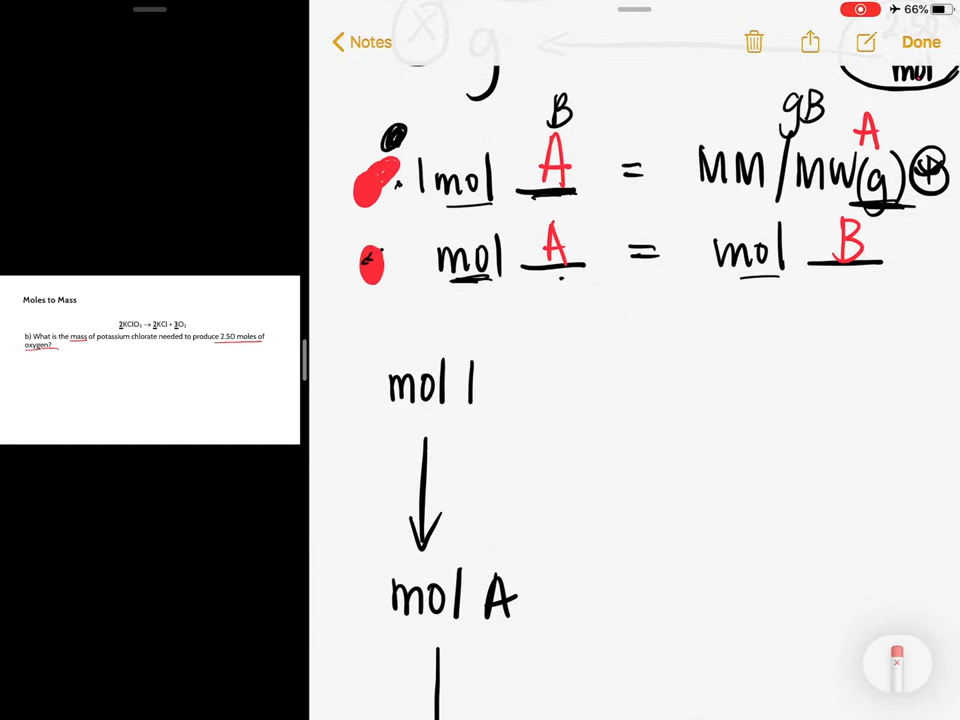 66%
Notes
Done
x g
mol
B
gB
A
1 mol A = MM/MW(g)
mol A = mol B
mol 1
mol A
Moles to Mass
2KClO₃ → 2KCl + 3O₂
b) What is the mass of potassium chlorate needed to produce 2.50 moles of
oxygen?